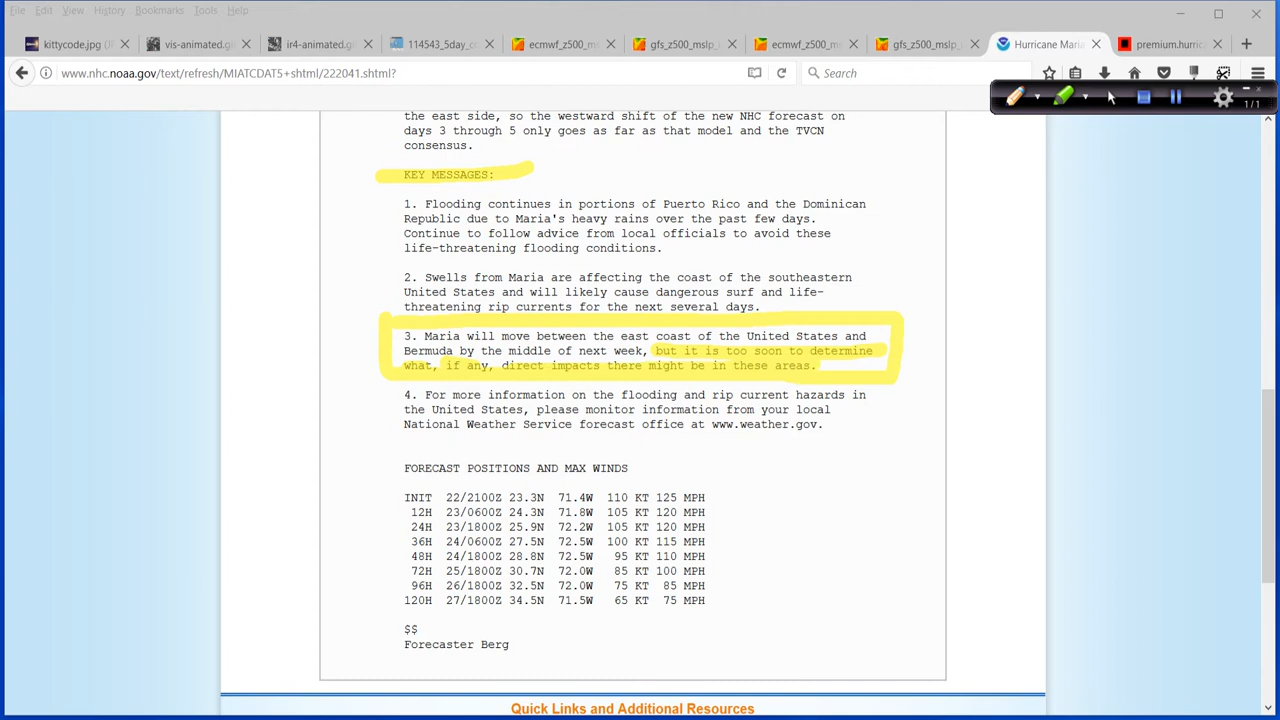 File Edit View History Bookmarks Tools Help
kittycode.jpg (J vis-animated.gi ir4-animated.gi 114543_5day_c ecmwf_z500_m gfs_z500_mslp_ ecmwf_z500_m gfs_z500_mslp_ Hurricane Maria premium.hurric
www.nhc.noaa.gov/text/refresh/MIATCDAT5+shtml/222041.shtml? Search
1/1
the east side, so the westward shift of the new NHC forecast on
days 3 through 5 only goes as far as that model and the TVCN
consensus.
KEY MESSAGES:
1. Flooding continues in portions of Puerto Rico and the Dominican
Republic due to Maria's heavy rains over the past few days.
Continue to follow advice from local officials to avoid these
life-threatening flooding conditions.
2. Swells from Maria are affecting the coast of the southeastern
United States and will likely cause dangerous surf and life-
threatening rip currents for the next several days.
3. Maria will move between the east coast of the United States and
Bermuda by the middle of next week, but it is too soon to determine
what, if any, direct impacts there might be in these areas.
4. For more information on the flooding and rip current hazards in
the United States, please monitor information from your local
National Weather Service forecast office at www.weather.gov.
FORECAST POSITIONS AND MAX WINDS
INIT 22/2100Z 23.3N 71.4W 110 KT 125 MPH
12H 23/0600Z 24.3N 71.8W 105 KT 120 MPH
24H 23/1800Z 25.9N 72.2W 105 KT 120 MPH
36H 24/0600Z 27.5N 72.5W 100 KT 115 MPH
48H 24/1800Z 28.8N 72.5W 95 KT 110 MPH
72H 25/1800Z 30.7N 72.0W 85 KT 100 MPH
96H 26/1800Z 32.5N 72.0W 75 KT 85 MPH
120H 27/1800Z 34.5N 71.5W 65 KT 75 MPH
$$
Forecaster Berg
Quick Links and Additional Resources